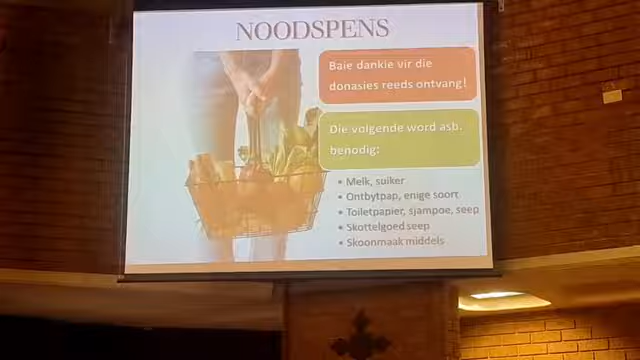 NOODSPENS
Baie dankie vir die
donasies reeds ontvang!
Die volgende word asb.
benodig:
• Melk, suiker
• Ontbytpap, enige soort
• Toiletpapier, sjampoe, seep
• Skottelgoed seep
• Skoonmaak middels